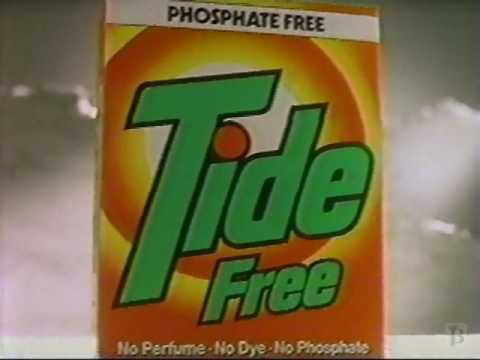 PHOSPHATE FREE
Tide
Free
No Perfume · No Dye · No Phosphate